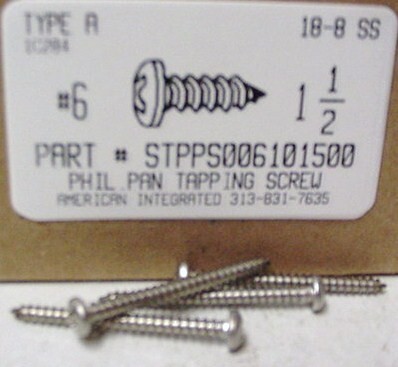 TYPE A
18-8 SS
1C204
#6
1 1/2
PART # STPPS006101500
PHIL.PAN TAPPING SCREW
AMERICAN INTEGRATED 313-831-7635